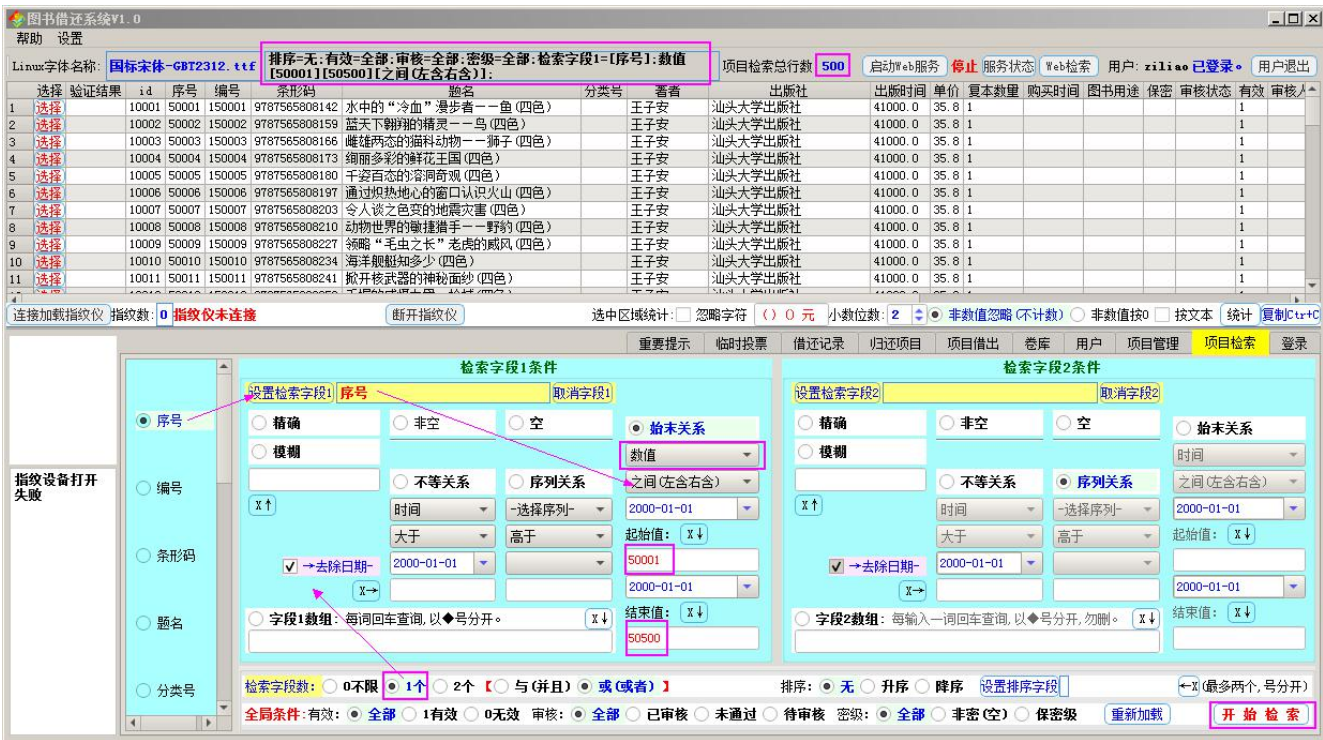 图书借还系统V1.0
帮助 设置
Linux字体名称: 国标宋体-GBT2312.ttf 排序=无;有效=全部;审核=全部;密级=全部;检索字段1=[序号]:数值 项目检索总行数 500 启动Web服务 停止 服务状态 Web检索 用户: ziliao 已登录。 用户退出
[50001][50500][之间(左含右含)];
选择 验证结果 id 序号 编号 条形码 题名 分类号 著者 出版社 出版时间 单价 复本数量 购买时间 图书用途 保密 审核状态 有效 审核人
1 选择 10001 50001 150001 9787565808142 水中的“冷血”漫步者——鱼(四色) 王子安 汕头大学出版社 41000.0 35.8 1 1
2 选择 10002 50002 150002 9787565808159 蓝天下翱翔的精灵——鸟(四色) 王子安 汕头大学出版社 41000.0 35.8 1 1
3 选择 10003 50003 150003 9787565808166 雌雄两态的猫科动物——狮子(四色) 王子安 汕头大学出版社 41000.0 35.8 1 1
4 选择 10004 50004 150004 9787565808173 绚丽多彩的鲜花王国(四色) 王子安 汕头大学出版社 41000.0 35.8 1 1
5 选择 10005 50005 150005 9787565808180 千姿百态的溶洞奇观(四色) 王子安 汕头大学出版社 41000.0 35.8 1 1
6 选择 10006 50006 150006 9787565808197 通过炽热地心的窗口认识火山(四色) 王子安 汕头大学出版社 41000.0 35.8 1 1
7 选择 10007 50007 150007 9787565808203 令人谈之色变的地震灾害(四色) 王子安 汕头大学出版社 41000.0 35.8 1 1
8 选择 10008 50008 150008 9787565808210 动物世界的敏捷猎手——野豹(四色) 王子安 汕头大学出版社 41000.0 35.8 1 1
9 选择 10009 50009 150009 9787565808227 领略“毛虫之长”老虎的威风(四色) 王子安 汕头大学出版社 41000.0 35.8 1 1
10 选择 10010 50010 150010 9787565808234 海洋舰艇知多少(四色) 王子安 汕头大学出版社 41000.0 35.8 1 1
11 选择 10011 50011 150011 9787565808241 掀开核武器的神秘面纱(四色) 王子安 汕头大学出版社 41000.0 35.8 1 1
连接加载指纹仪 指纹数: 0 指纹仪未连接 断开指纹仪 选中区域统计: 忽略字符 () 0 元 小数位数: 2 非数值忽略(不计数) 非数值按0 按文本 统计 复制Ctr+C
重要提示 临时投票 借还记录 归还项目 项目借出 卷库 用户 项目管理 项目检索 登录
检索字段1条件 检索字段2条件
设置检索字段1 序号 取消字段1 设置检索字段2 取消字段2
序号 精确 非空 空 始末关系 精确 非空 空 始末关系
模糊 数值 模糊 时间
指纹设备打开
失败
编号 不等关系 序列关系 之间(左含右含) 不等关系 序列关系 之间(左含右含)
X↑ 时间 -选择序列- 2000-01-01 X↑ 时间 -选择序列- 2000-01-01
大于 高于 起始值: X↓ 大于 高于 起始值: X↓
条形码 →去除日期- 2000-01-01 50001 →去除日期- 2000-01-01
X→ 2000-01-01 X→ 2000-01-01
题名 字段1数组: 每词回车查询,以◆号分开。 X↓ 结束值: X↓ 字段2数组: 每输入一词回车查询,以◆号分开,勿删。 X↓ 结束值: X↓
50500
分类号 检索字段数: 0不限 1个 2个 【 与(并且) 或(或者) 】 排序: 无 升序 降序 设置排序字段 ←X (最多两个,号分开)
全局条件:有效: 全部 1有效 0无效 审核: 全部 已审核 未通过 待审核 密级: 全部 非密(空) 保密级 重新加载 开始检索